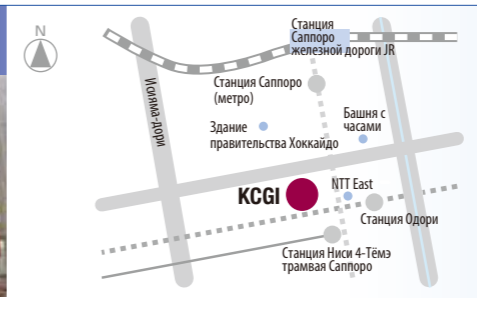 N
Станция
Саппоро
железной дороги JR
Станция Саппоро
(метро)
Исияма-дори
Башня с
часами
Здание
правительства Хоккайдо
KCGI
NTT East
Станция Одори
Станция Ниси 4-Тёмэ
трамвая Саппоро